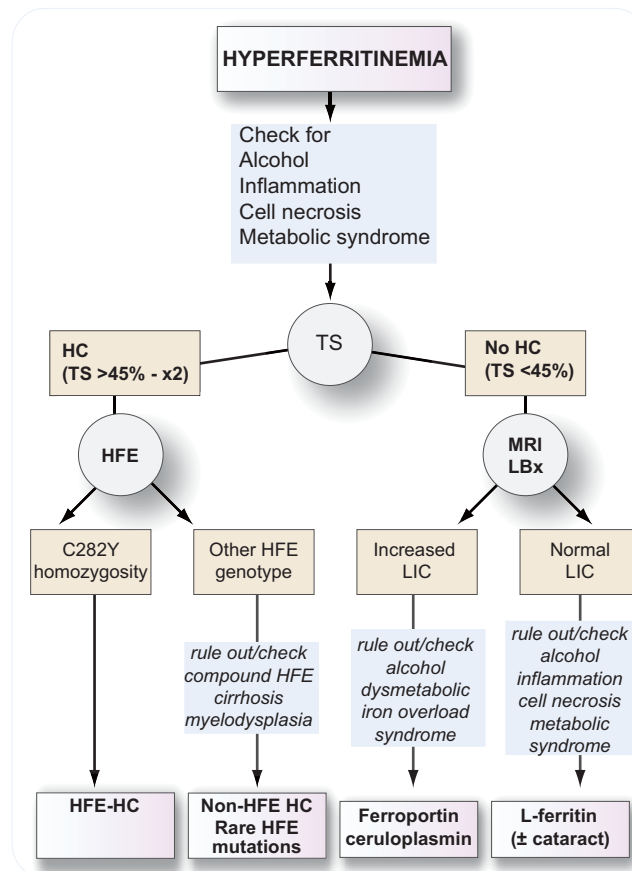 HYPERFERRITINEMIA
Check for
Alcohol
Inflammation
Cell necrosis
Metabolic syndrome
TS
HC
(TS >45% - x2)
No HC
(TS <45%)
HFE
MRI
LBx
C282Y
homozygosity
Other HFE
genotype
Increased
LIC
Normal
LIC
rule out/check
compound HFE
cirrhosis
myelodysplasia
rule out/check
alcohol
dysmetabolic
iron overload
syndrome
rule out/check
alcohol
inflammation
cell necrosis
metabolic
syndrome
HFE-HC
Non-HFE HC
Rare HFE
mutations
Ferroportin
ceruloplasmin
L-ferritin
(± cataract)